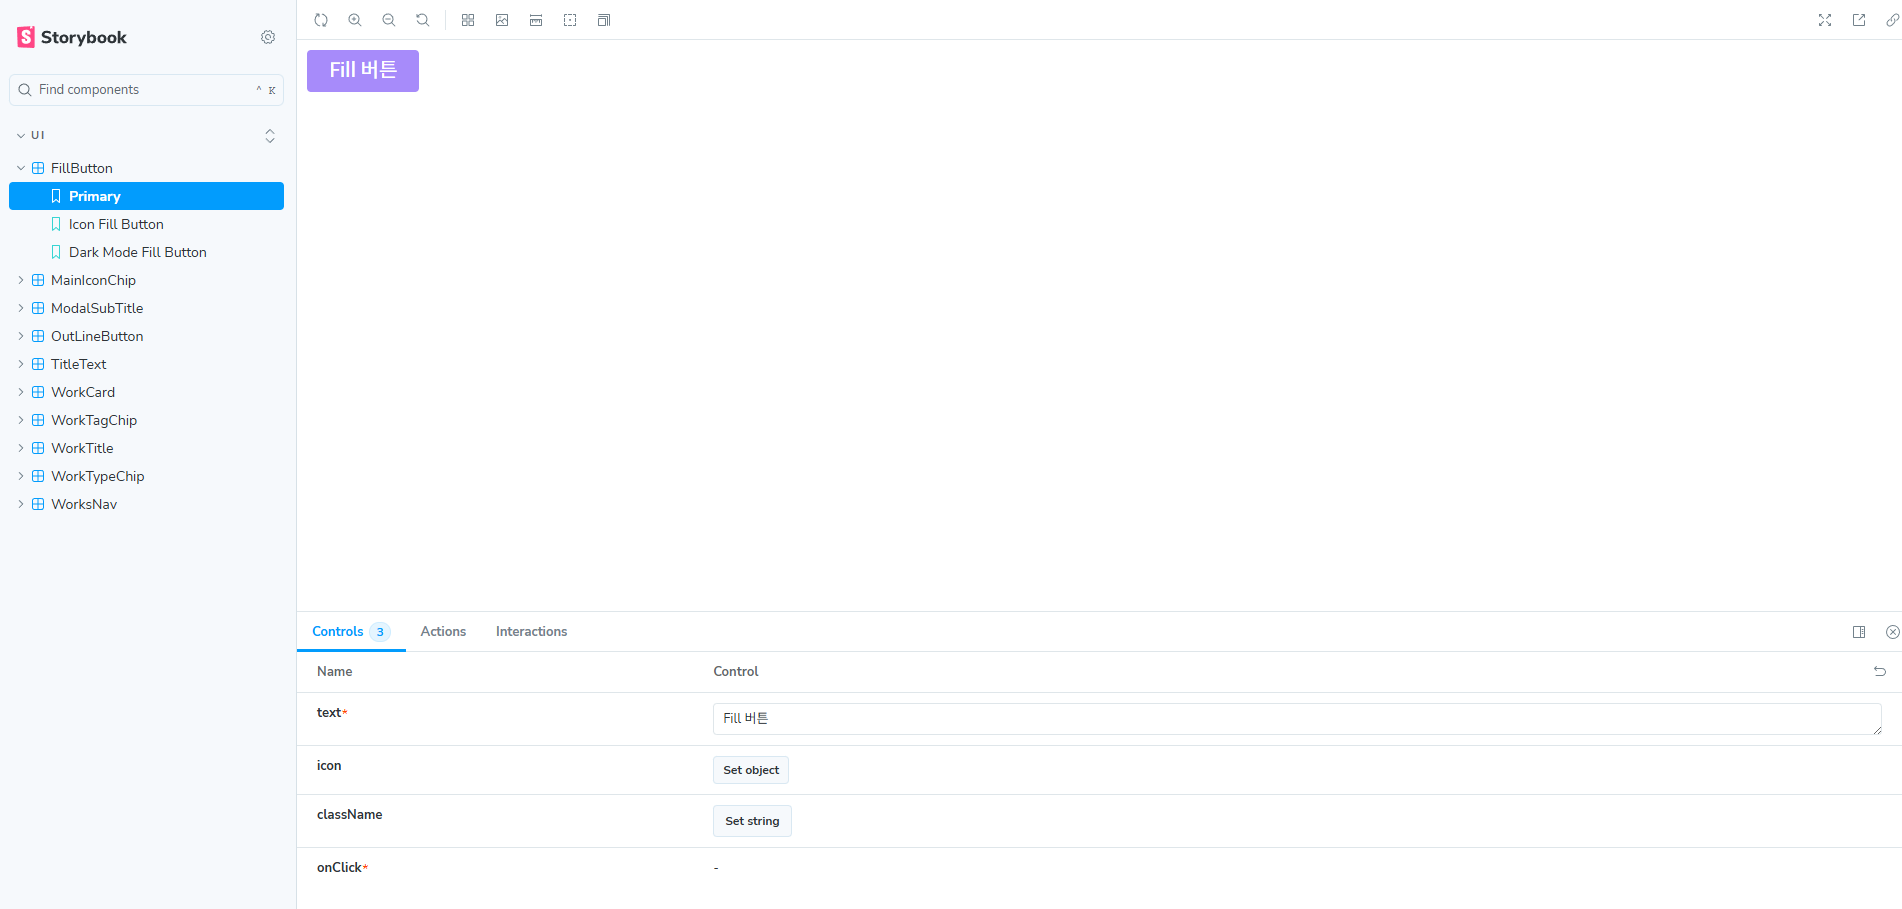 Storybook
Find components
^ K
UI
FillButton
Primary
Icon Fill Button
Dark Mode Fill Button
MainIconChip
ModalSubTitle
OutLineButton
TitleText
WorkCard
WorkTagChip
WorkTitle
WorkTypeChip
WorksNav
Fill 버튼
Controls 3 Actions Interactions
Name Control
text* Fill 버튼
icon Set object
className Set string
onClick* -